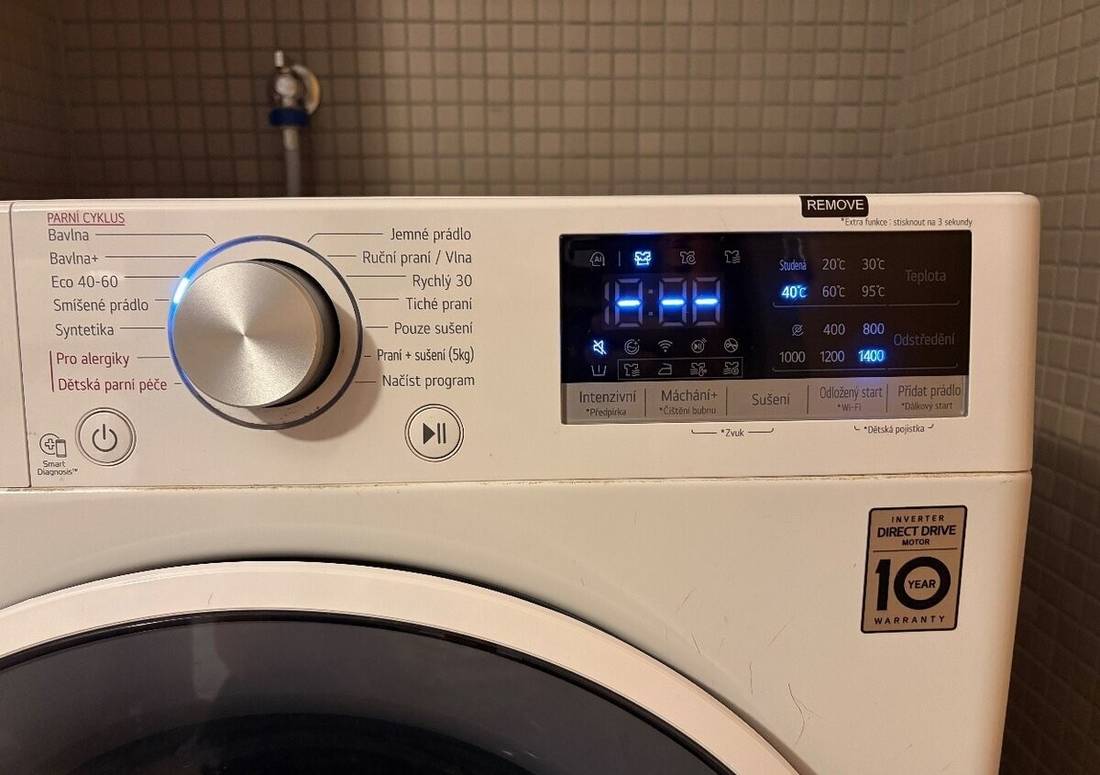 PARNÍ CYKLUS
Bavlna
Bavlna+
Eco 40-60
Smíšené prádlo
Syntetika
Pro alergiky
Dětská parní péče
Jemné prádlo
Ruční praní / Vlna
Rychlý 30
Tiché praní
Pouze sušení
Praní + sušení (5kg)
Načíst program
Smart
Diagnosis™
REMOVE
*Extra funkce : stisknout na 3 sekundy
AI
-:--
Studená 20°C 30°C
40°C 60°C 95°C
Teplota
400 800
1000 1200 1400
Odstředění
Intenzivní
*Předpírka
Máchání+
*Čištění bubnu
Sušení
Odložený start
*Wi-Fi
Přidat prádlo
*Dálkový start
*Zvuk
*Dětská pojistka
INVERTER
DIRECT DRIVE
MOTOR
10 YEAR
WARRANTY